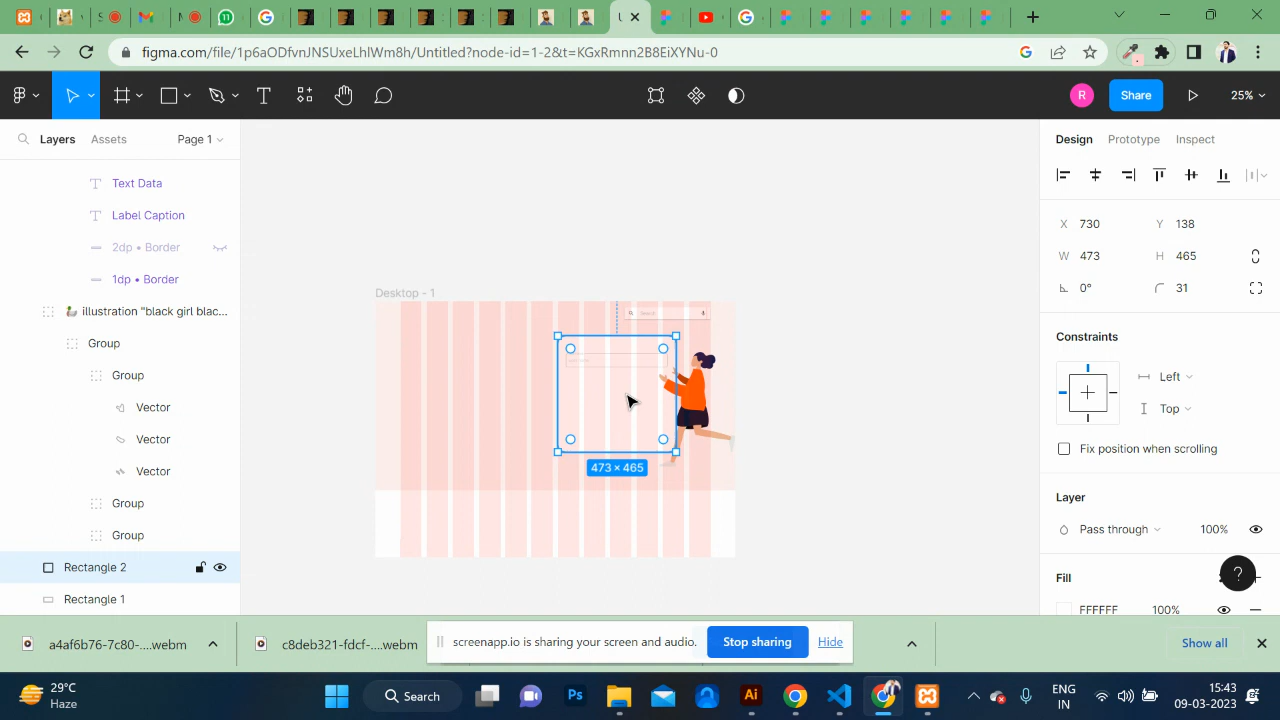 figma.com/file/1p6aODfvnJNSUxeLhlWm8h/Untitled?node-id=1-2&t=KGxRmnn2B8EiXYNu-0
R
Share
25%
Layers
Assets
Page 1
Design
Prototype
Inspect
Text Data
Label Caption
2dp • Border
1dp • Border
illustration "black girl blac...
Group
Group
Vector
Vector
Vector
Group
Group
Rectangle 2
Rectangle 1
Desktop - 1
473 × 465
X 730
Y 138
W 473
H 465
0°
31
Constraints
Left
Top
Fix position when scrolling
Layer
Pass through
100%
Fill
FFFFFF
100%
?
a4af6b76-7c80-....webm
c8deb321-fdcf-....webm
screenapp.io is sharing your screen and audio.
Stop sharing
Hide
Show all
29°C
Haze
Search
ENG
IN
15:43
09-03-2023